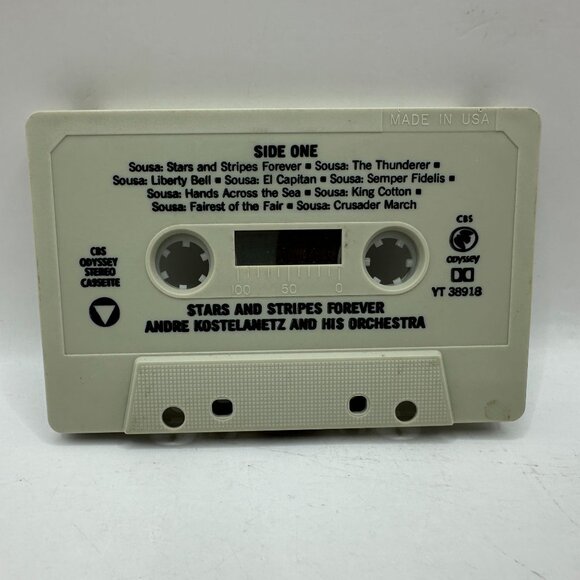 MADE IN USA
SIDE ONE
Sousa: Stars and Stripes Forever ▪ Sousa: The Thunderer ▪
Sousa: Liberty Bell ▪ Sousa: El Capitan ▪ Sousa: Semper Fidelis ▪
Sousa: Hands Across the Sea ▪ Sousa: King Cotton ▪
Sousa: Fairest of the Fair ▪ Sousa: Crusader March
CBS
ODYSSEY
STEREO
CASSETTE
100 50 0
CBS
ODYSSEY
YT 38918
STARS AND STRIPES FOREVER
ANDRE KOSTELANETZ AND HIS ORCHESTRA